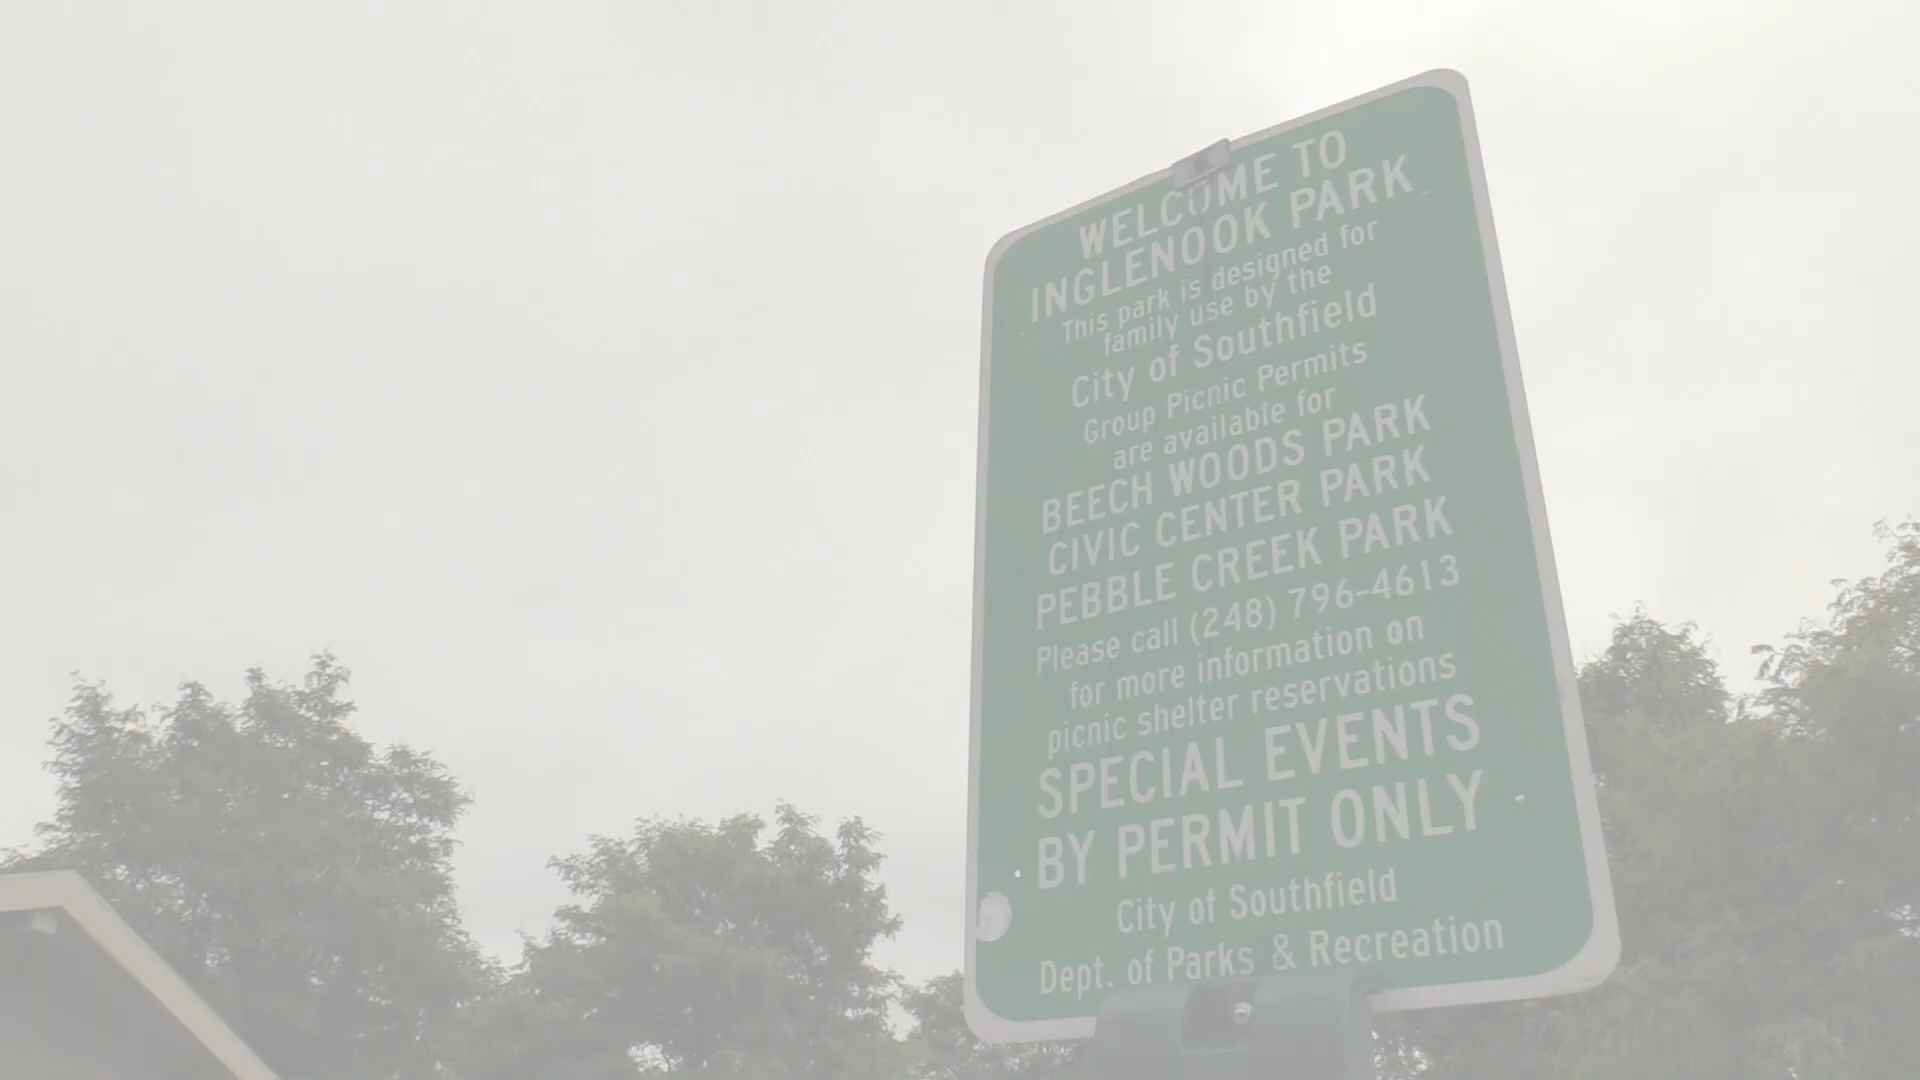 WELCOME TO
INGLENOOK PARK
This park is designed for
family use by the
City of Southfield
Group Picnic Permits
are available for
BEECH WOODS PARK
CIVIC CENTER PARK
PEBBLE CREEK PARK
Please call (248) 796-4613
for more information on
picnic shelter reservations
SPECIAL EVENTS
BY PERMIT ONLY
City of Southfield
Dept. of Parks & Recreation